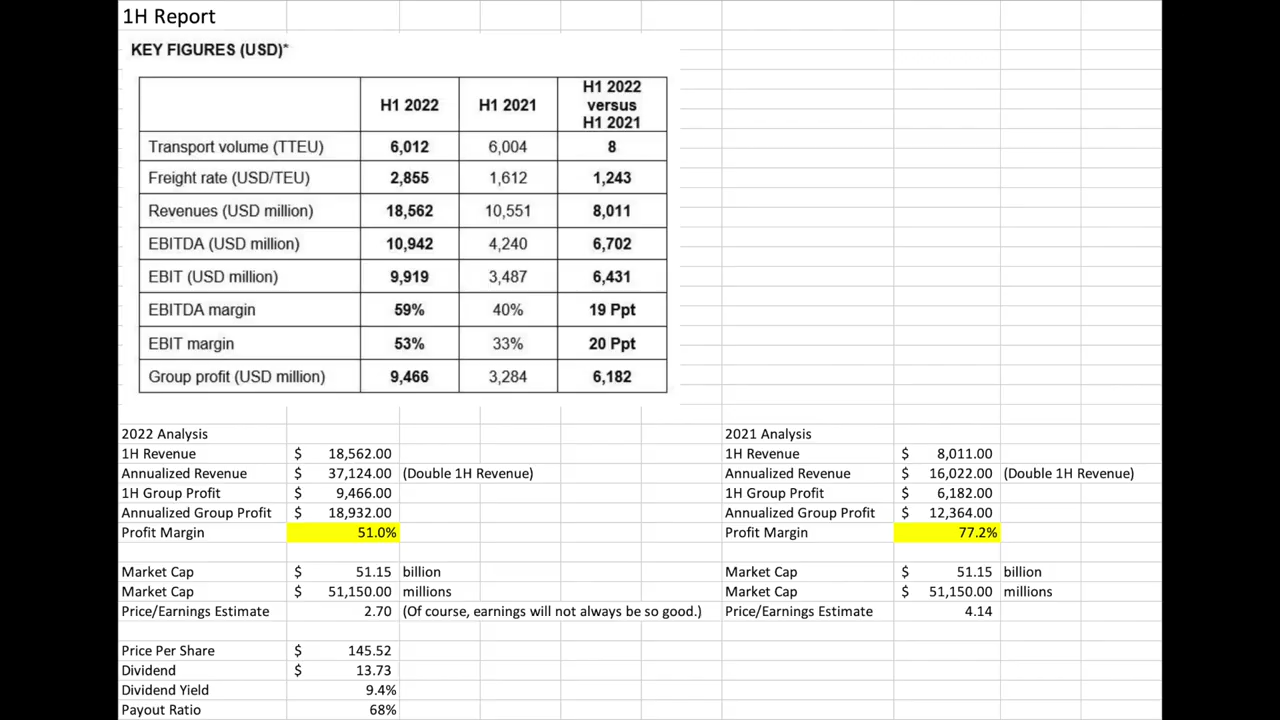 1H Report
KEY FIGURES (USD)*
H1 2022 H1 2021 H1 2022 versus H1 2021
Transport volume (TTEU) 6,012 6,004 8
Freight rate (USD/TEU) 2,855 1,612 1,243
Revenues (USD million) 18,562 10,551 8,011
EBITDA (USD million) 10,942 4,240 6,702
EBIT (USD million) 9,919 3,487 6,431
EBITDA margin 59% 40% 19 Ppt
EBIT margin 53% 33% 20 Ppt
Group profit (USD million) 9,466 3,284 6,182
2022 Analysis 2021 Analysis
1H Revenue $ 18,562.00 1H Revenue $ 8,011.00
Annualized Revenue $ 37,124.00 (Double 1H Revenue) Annualized Revenue $ 16,022.00 (Double 1H Revenue)
1H Group Profit $ 9,466.00 1H Group Profit $ 6,182.00
Annualized Group Profit $ 18,932.00 Annualized Group Profit $ 12,364.00
Profit Margin 51.0% Profit Margin 77.2%
Market Cap $ 51.15 billion Market Cap $ 51.15 billion
Market Cap $ 51,150.00 millions Market Cap $ 51,150.00 millions
Price/Earnings Estimate 2.70 (Of course, earnings will not always be so good.) Price/Earnings Estimate 4.14
Price Per Share $ 145.52
Dividend $ 13.73
Dividend Yield 9.4%
Payout Ratio 68%